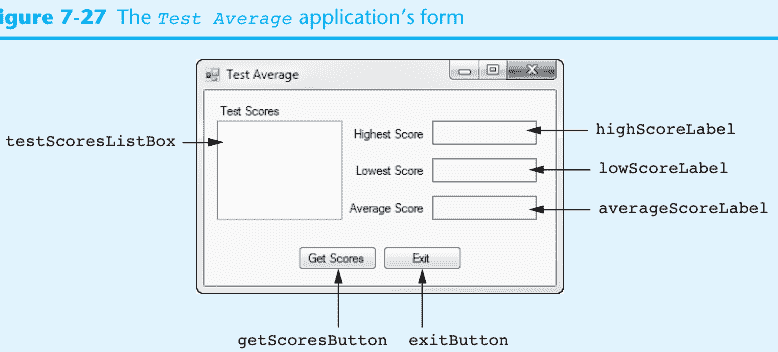 igure 7-27 The Test Average application's form
Test Average
Test Scores
testScoresListBox
Highest Score
highScoreLabel
Lowest Score
lowScoreLabel
Average Score
averageScoreLabel
Get Scores
Exit
getScoresButton
exitButton